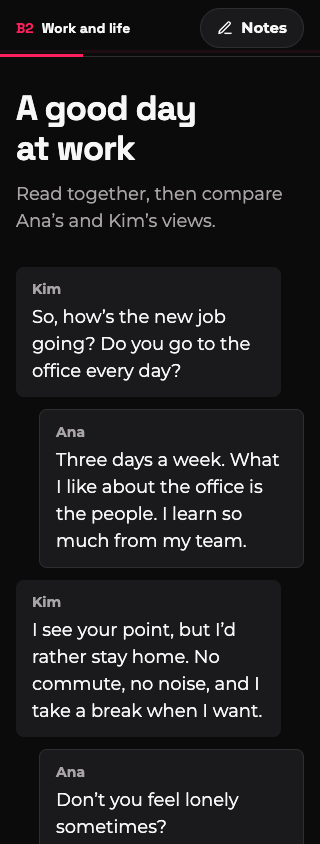 B2 Work and life
Notes
A good day
at work
Read together, then compare
Ana’s and Kim’s views.
Kim
So, how’s the new job
going? Do you go to the
office every day?
Ana
Three days a week. What
I like about the office is
the people. I learn so
much from my team.
Kim
I see your point, but I’d
rather stay home. No
commute, no noise, and I
take a break when I want.
Ana
Don’t you feel lonely
sometimes?